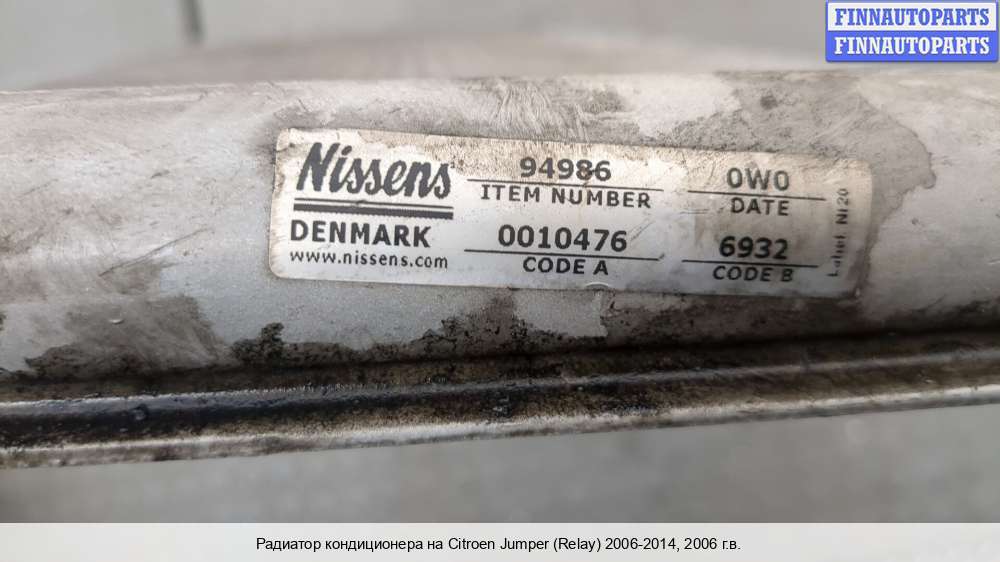 FINNAUTOPARTS
FINNAUTOPARTS
Nissens
DENMARK
www.nissens.com
94986
ITEM NUMBER
0010476
CODE A
0W0
DATE
6932
CODE B
Label NI20
Радиатор кондиционера на Citroen Jumper (Relay) 2006-2014, 2006 г.в.